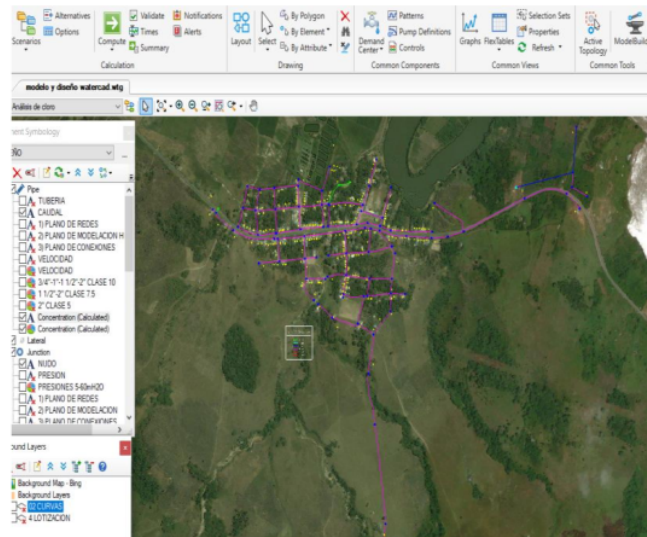 Scenarios
Alternatives
Options
Compute
Validate
Times
Summary
Notifications
Alerts
Calculation
Layout
Select
By Polygon
By Element
By Attribute
Drawing
Demand Center
Patterns
Pump Definitions
Controls
Common Components
Graphs
FlexTables
Selection Sets
Properties
Refresh
Common Views
Active Topology
ModelBuil
Common Tools
modelo y diseño watercad.wtg
Análisis de cloro
ment Symbology
ÑO
Pipe
TUBERIA
CAUDAL
1) PLANO DE REDES
2) PLANO DE MODELACION H
3) PLANO DE CONEXIONES
VELOCIDAD
VELOCIDAD
3/4"-1"-1 1/2"-2" CLASE 10
1 1/2"-2" CLASE 7.5
2" CLASE 5
Concentration (Calculated)
Concentration (Calculated)
Lateral
Junction
NUDO
PRESION
PRESIONES 5-60mH2O
1) PLANO DE REDES
2) PLANO DE MODELACION
3) PLANO DE CONEXIONES
ound Layers
Background Map - Bing
Background Layers
02 CURVAS
4 LOTIZACION